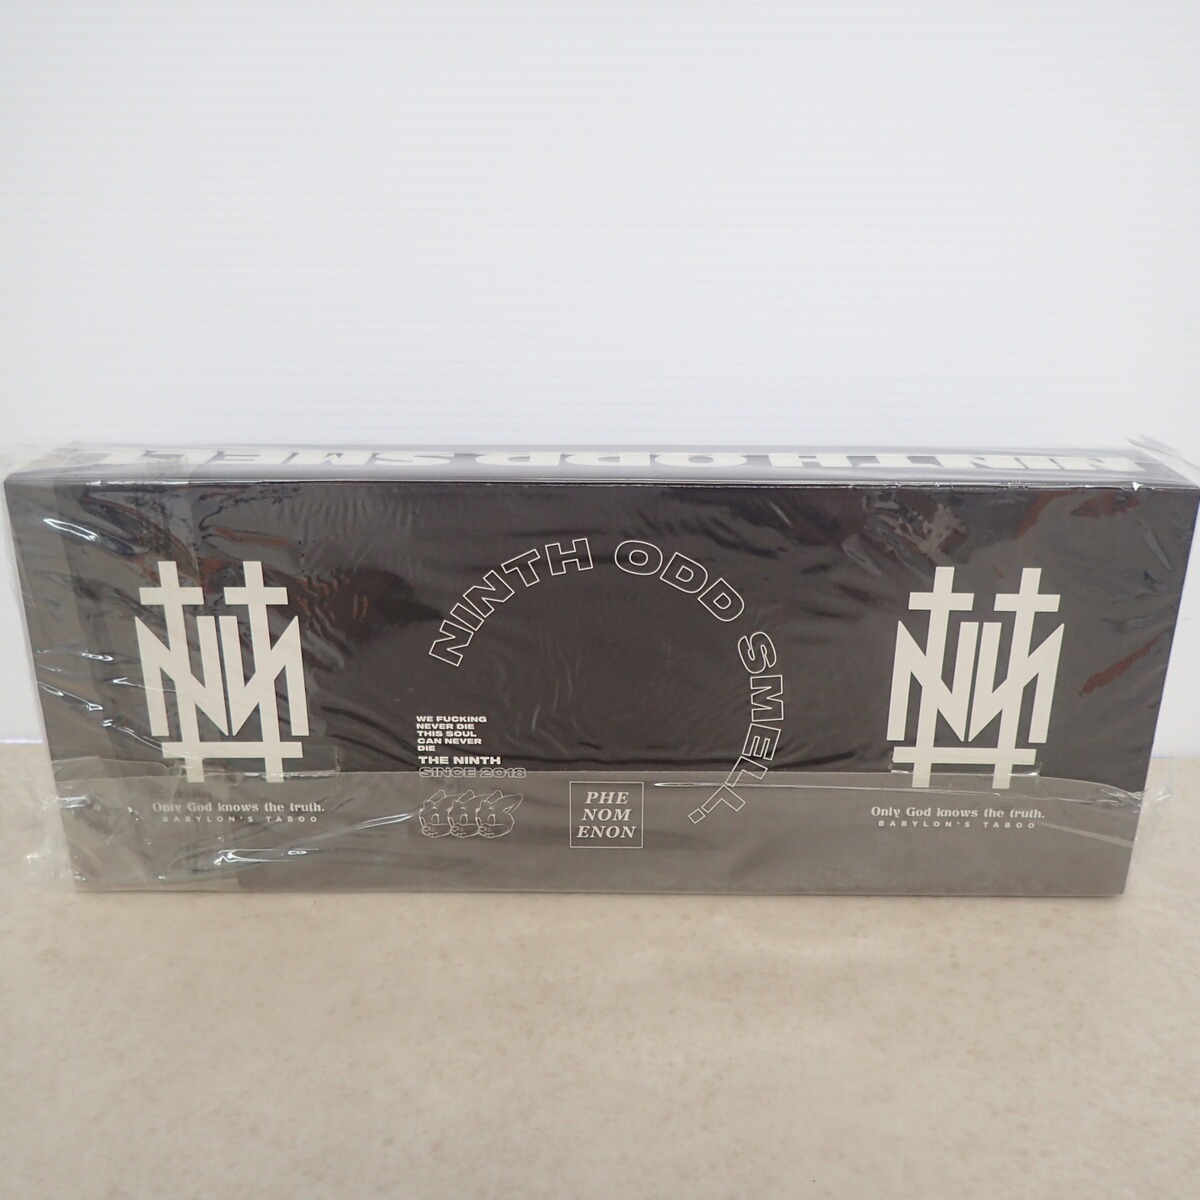 NINTH ODD SMELL
NINTH ODD SMELL.
WE FUCKING
NEVER DIE
THIS SOUL
CAN NEVER
DIE
THE NINTH
SINCE 2018
PHE
NOM
ENON
Only God knows the truth.
BABYLON'S TABOO
Only God knows the truth.
BABYLON'S TABOO